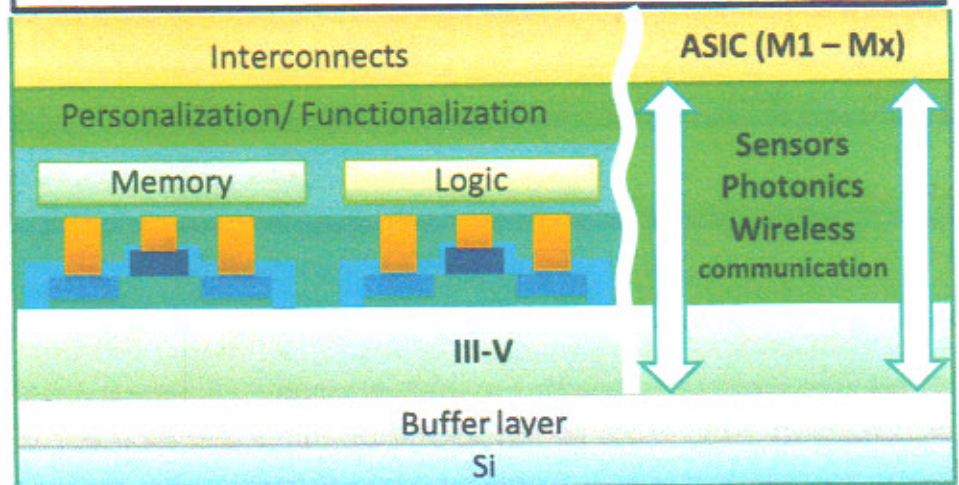 Interconnects
ASIC (M1 – Mx)
Personalization/ Functionalization
Memory
Logic
Sensors
Photonics
Wireless
communication
III-V
Buffer layer
Si